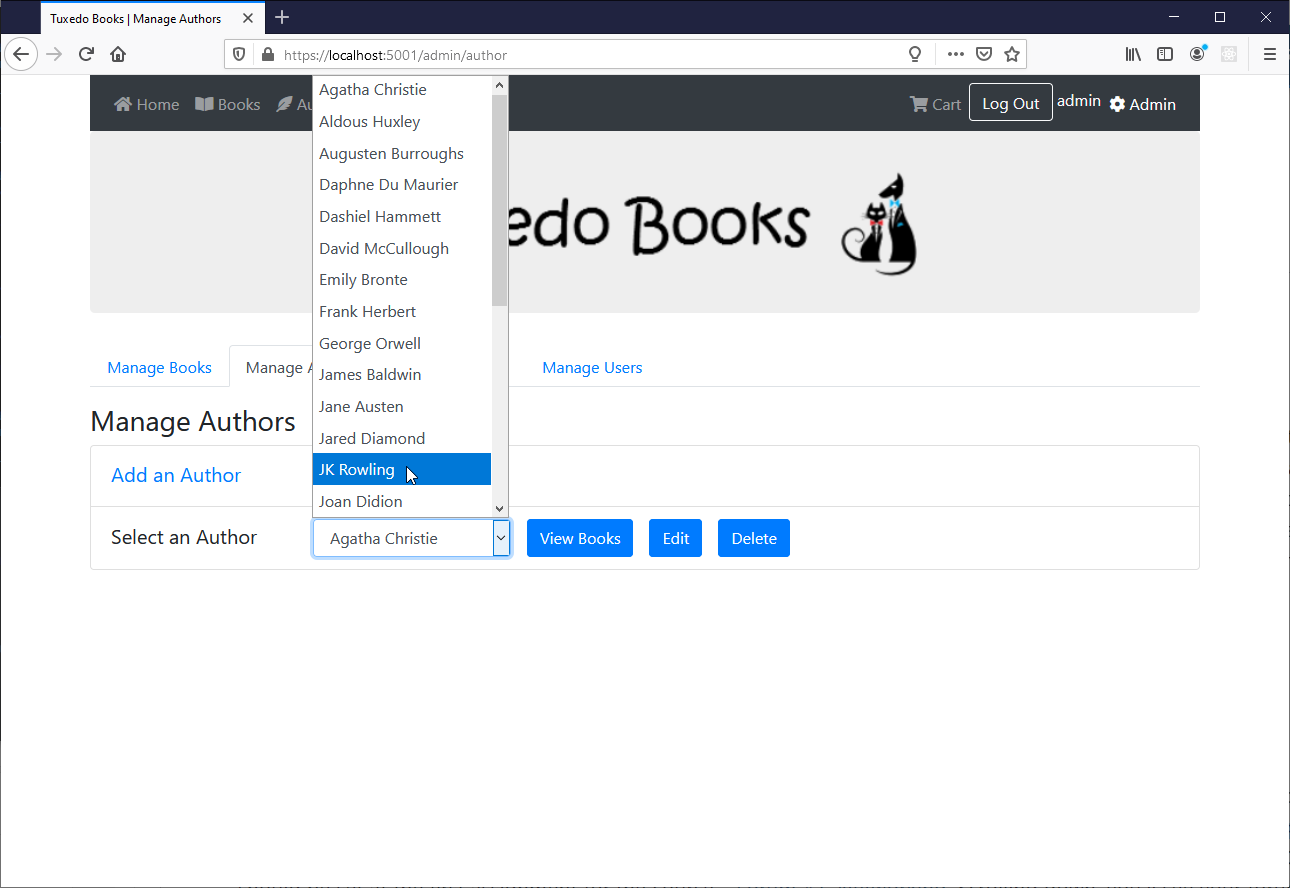 Tuxedo Books | Manage Authors
https://localhost:5001/admin/author
Home Books Cart Log Out admin Admin
edo Books
Manage Books Manage Manage Users
Manage Authors
Add an Author
Agatha Christie
Aldous Huxley
Augusten Burroughs
Daphne Du Maurier
Dashiel Hammett
David McCullough
Emily Bronte
Frank Herbert
George Orwell
James Baldwin
Jane Austen
Jared Diamond
JK Rowling
Joan Didion
Select an Author Agatha Christie View Books Edit Delete